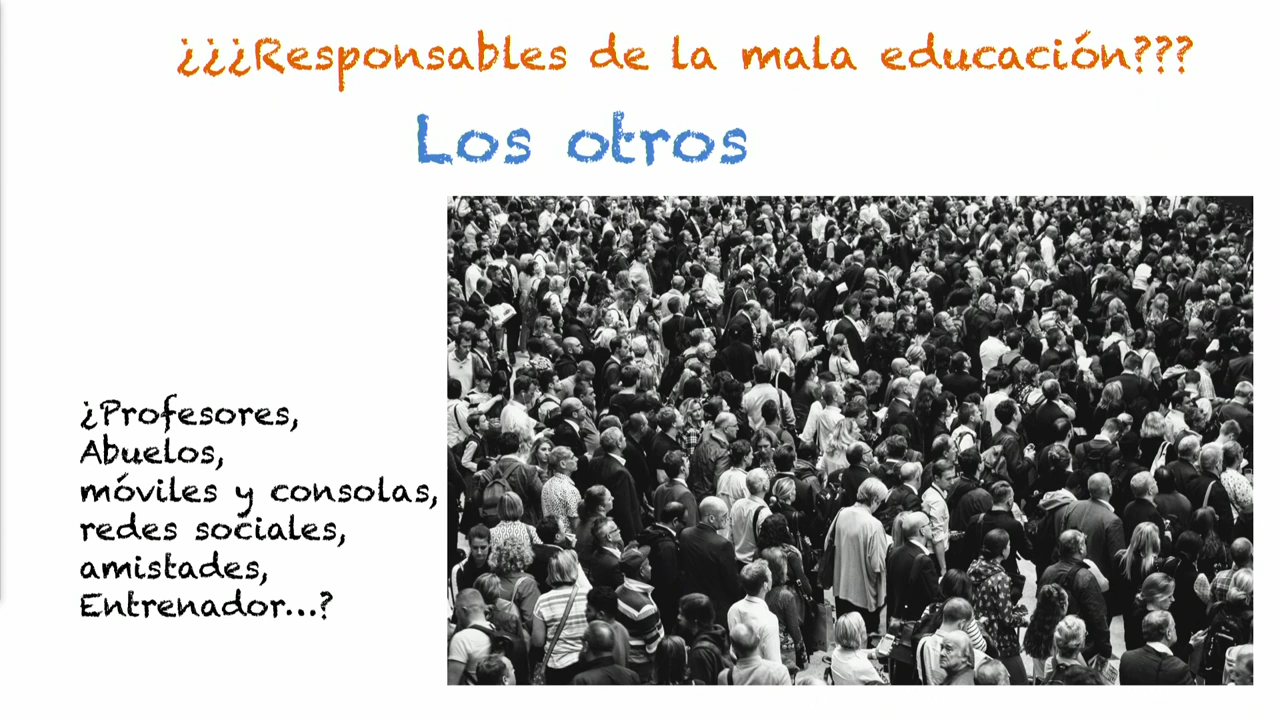 ¿¿¿Responsables de la mala educación???
Los otros
¿Profesores,
Abuelos,
móviles y consolas,
redes sociales,
amistades,
Entrenador...?